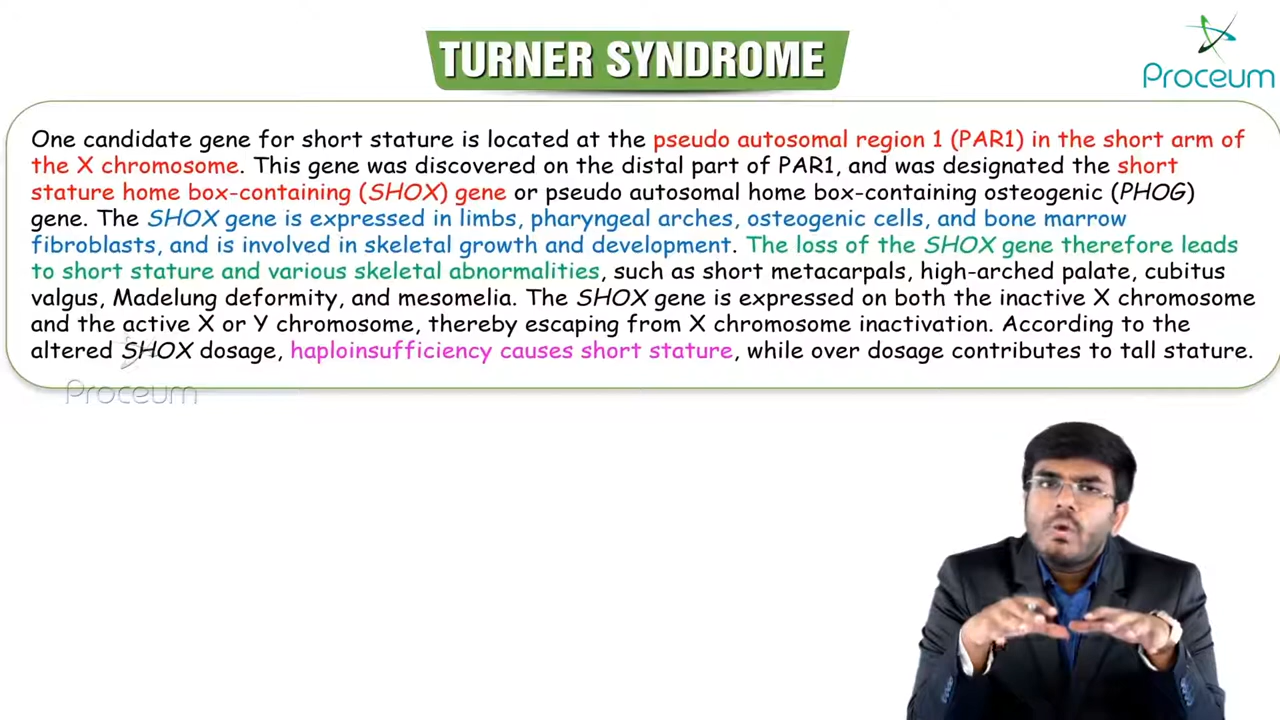 TURNER SYNDROME
Proceum
One candidate gene for short stature is located at the pseudo autosomal region 1 (PAR1) in the short arm of
the X chromosome. This gene was discovered on the distal part of PAR1, and was designated the short
stature home box-containing (SHOX) gene or pseudo autosomal home box-containing osteogenic (PHOG)
gene. The SHOX gene is expressed in limbs, pharyngeal arches, osteogenic cells, and bone marrow
fibroblasts, and is involved in skeletal growth and development. The loss of the SHOX gene therefore leads
to short stature and various skeletal abnormalities, such as short metacarpals, high-arched palate, cubitus
valgus, Madelung deformity, and mesomelia. The SHOX gene is expressed on both the inactive X chromosome
and the active X or Y chromosome, thereby escaping from X chromosome inactivation. According to the
altered SHOX dosage, haploinsufficiency causes short stature, while over dosage contributes to tall stature.
Proceum